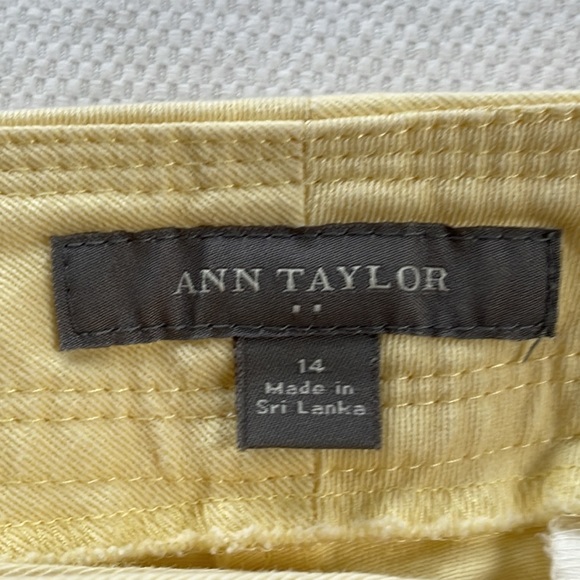 ANN TAYLOR
14
Made in
Sri Lanka